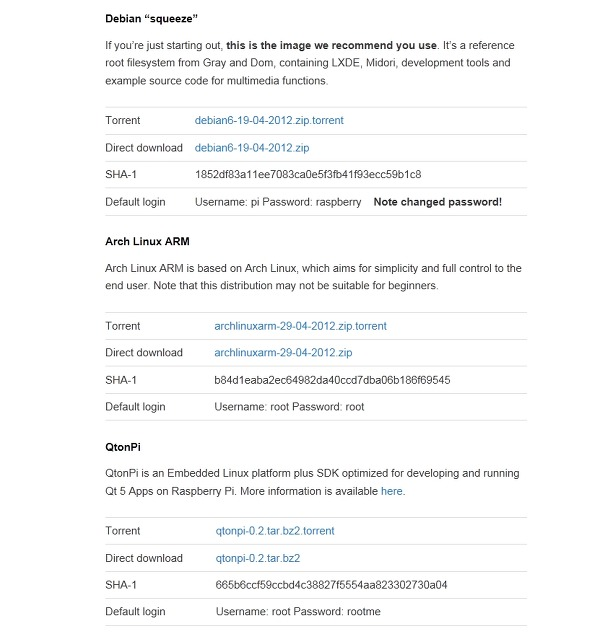 Debian “squeeze”
If you’re just starting out, this is the image we recommend you use. It’s a reference
root filesystem from Gray and Dom, containing LXDE, Midori, development tools and
example source code for multimedia functions.
Torrent debian6-19-04-2012.zip.torrent
Direct download debian6-19-04-2012.zip
SHA-1 1852df83a11ee7083ca0e5f3fb41f93ecc59b1c8
Default login Username: pi Password: raspberry Note changed password!
Arch Linux ARM
Arch Linux ARM is based on Arch Linux, which aims for simplicity and full control to the
end user. Note that this distribution may not be suitable for beginners.
Torrent archlinuxarm-29-04-2012.zip.torrent
Direct download archlinuxarm-29-04-2012.zip
SHA-1 b84d1eaba2ec64982da40ccd7dba06b186f69545
Default login Username: root Password: root
QtonPi
QtonPi is an Embedded Linux platform plus SDK optimized for developing and running
Qt 5 Apps on Raspberry Pi. More information is available here.
Torrent qtonpi-0.2.tar.bz2.torrent
Direct download qtonpi-0.2.tar.bz2
SHA-1 665b6ccf59ccbd4c38827f5554aa823302730a04
Default login Username: root Password: rootme